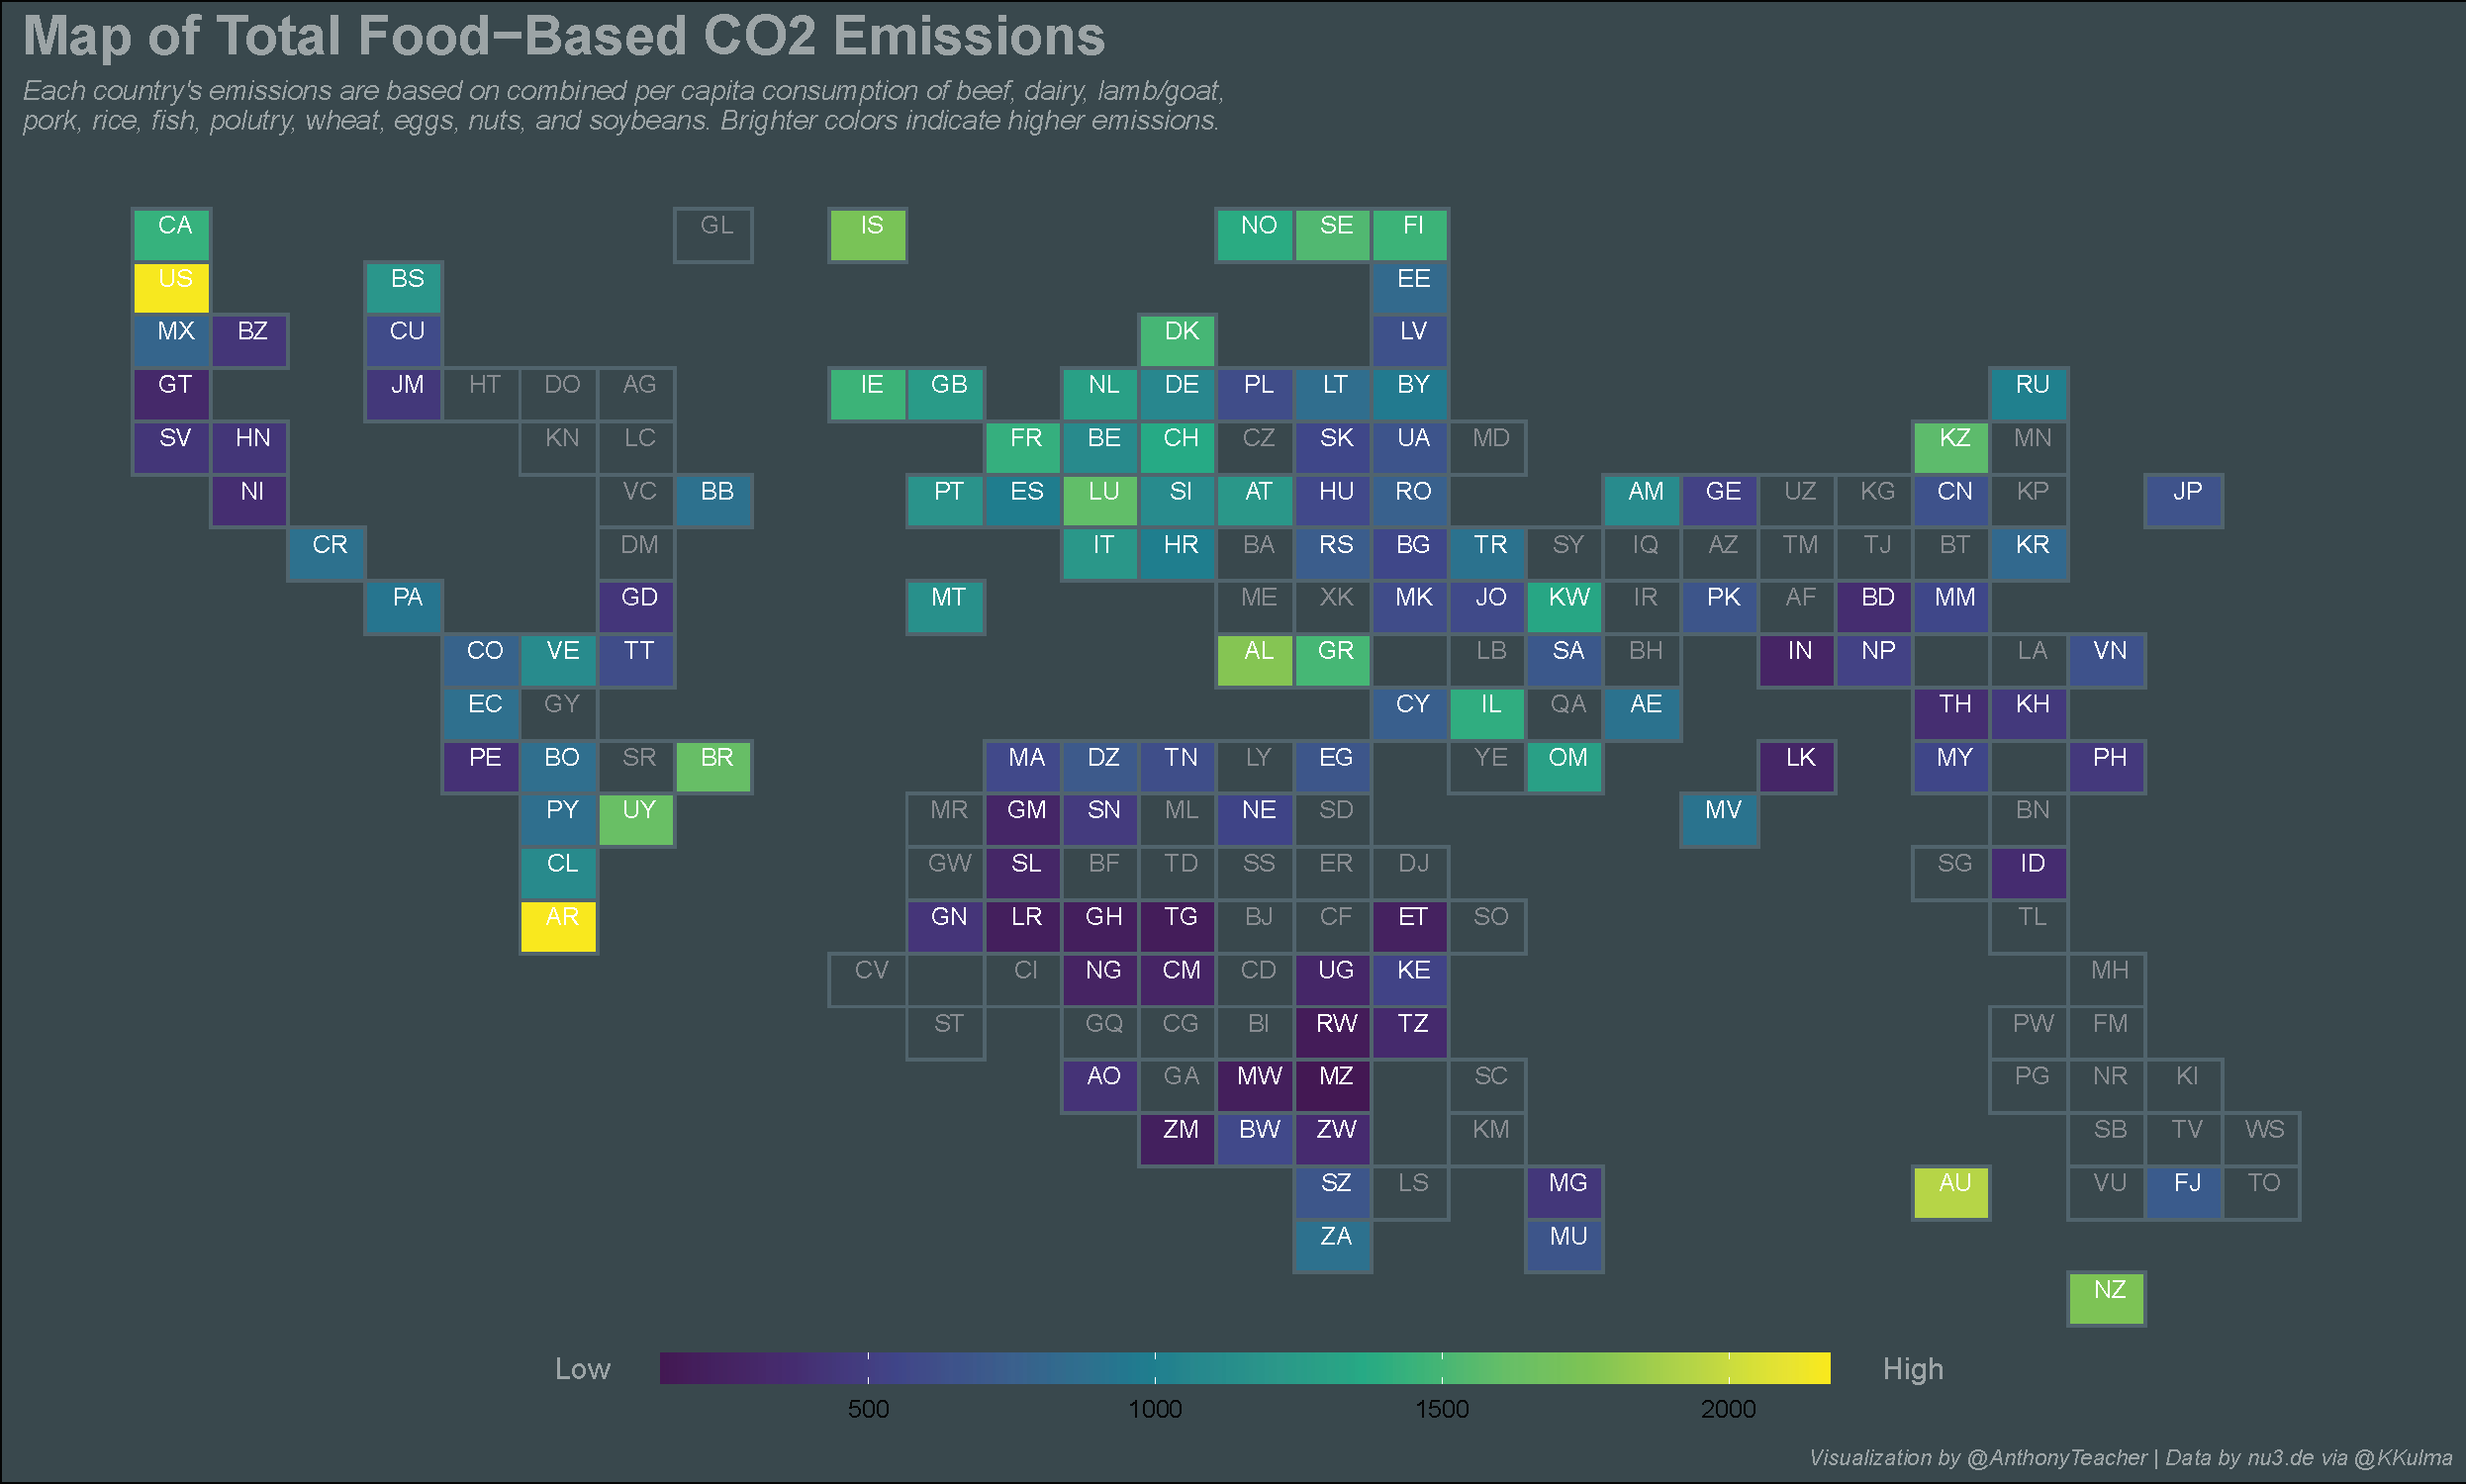 Map of Total Food−Based CO2 Emissions
Each country's emissions are based on combined per capita consumption of beef, dairy, lamb/goat,
pork, rice, fish, polutry, wheat, eggs, nuts, and soybeans. Brighter colors indicate higher emissions.
CA GL IS NO SE FI
US BS EE
MX BZ CU DK LV
GT JM HT DO AG IE GB NL DE PL LT BY RU
SV HN KN LC FR BE CH CZ SK UA MD KZ MN
NI VC BB PT ES LU SI AT HU RO AM GE UZ KG CN KP JP
CR DM IT HR BA RS BG TR SY IQ AZ TM TJ BT KR
PA GD MT ME XK MK JO KW IR PK AF BD MM
CO VE TT AL GR LB SA BH IN NP LA VN
EC GY CY IL QA AE TH KH
PE BO SR BR MA DZ TN LY EG YE OM LK MY PH
PY UY MR GM SN ML NE SD MV BN
CL GW SL BF TD SS ER DJ SG ID
AR GN LR GH TG BJ CF ET SO TL
CV CI NG CM CD UG KE MH
ST GQ CG BI RW TZ PW FM
AO GA MW MZ SC PG NR KI
ZM BW ZW KM SB TV WS
SZ LS MG AU VU FJ TO
ZA MU
NZ
Low High
500 1000 1500 2000
Visualization by @AnthonyTeacher | Data by nu3.de via @KKulma